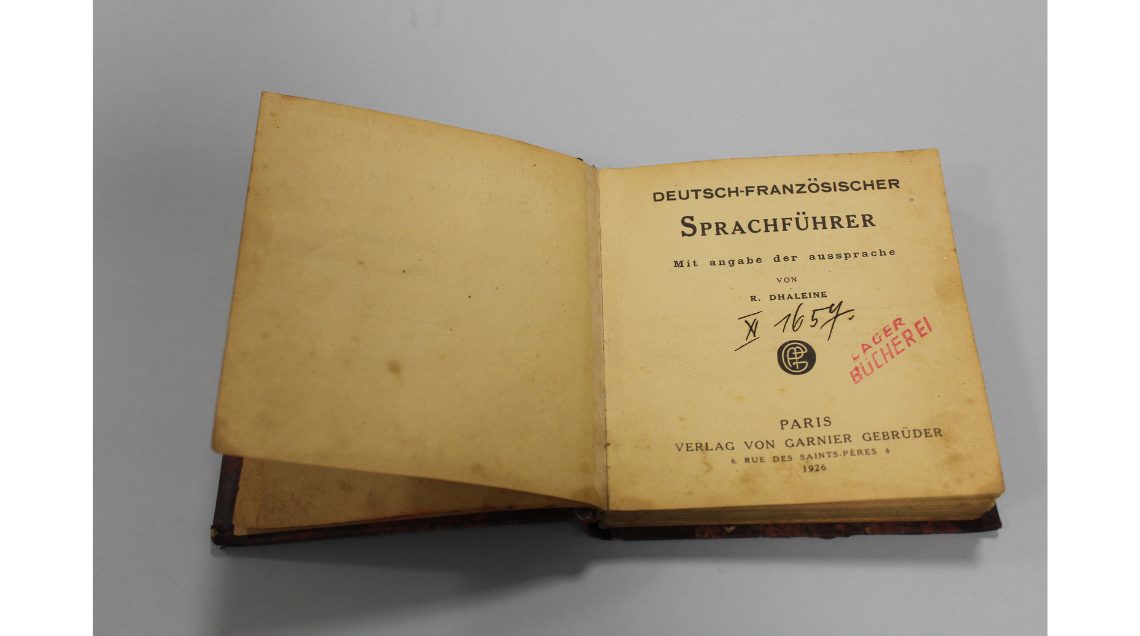 DEUTSCH-FRANZÖSISCHER
SPRACHFÜHRER
Mit angabe der aussprache
VON
R. DHALEINE
XI 1657.
LAGER
BÜCHEREI
PARIS
VERLAG VON GARNIER GEBRÜDER
6, RUE DES SAINTS-PÈRES 6
1926